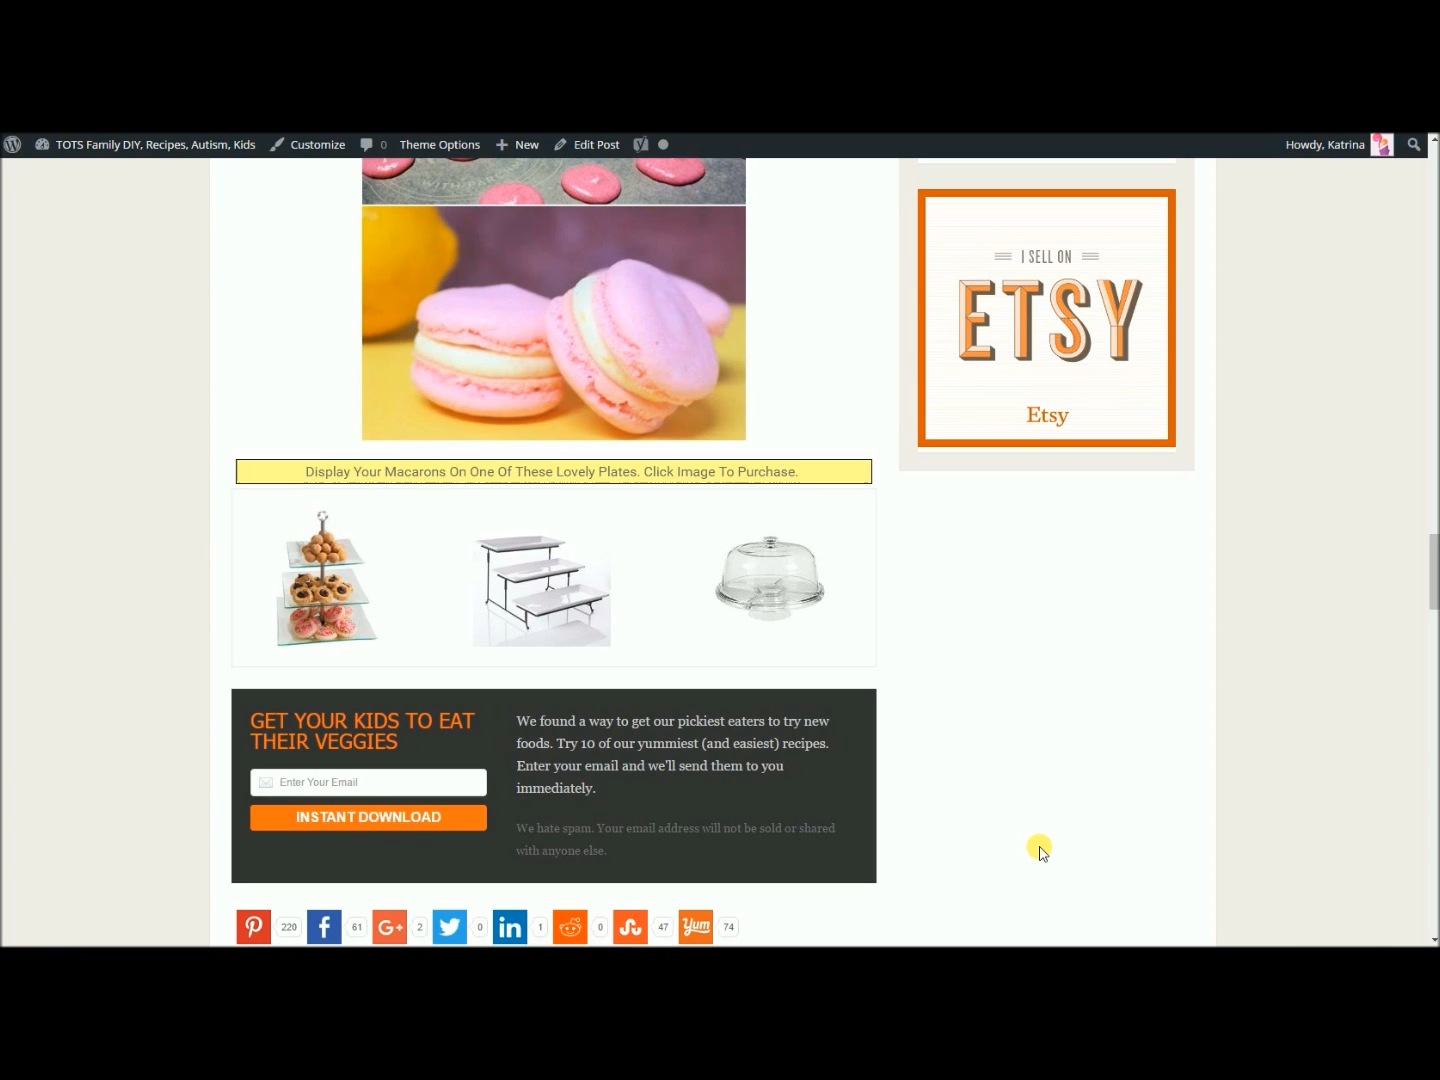 TOTS Family DIY, Recipes, Autism, Kids Customize 0 Theme Options New Edit Post Howdy, Katrina
I SELL ON
ETSY
Etsy
Display Your Macarons On One Of These Lovely Plates. Click Image To Purchase.
GET YOUR KIDS TO EAT
THEIR VEGGIES
Enter Your Email
INSTANT DOWNLOAD
We found a way to get our pickiest eaters to try new
foods. Try 10 of our yummiest (and easiest) recipes.
Enter your email and we'll send them to you
immediately.
We hate spam. Your email address will not be sold or shared
with anyone else.
220 61 G+ 2 0 in 1 0 47 Yum 74